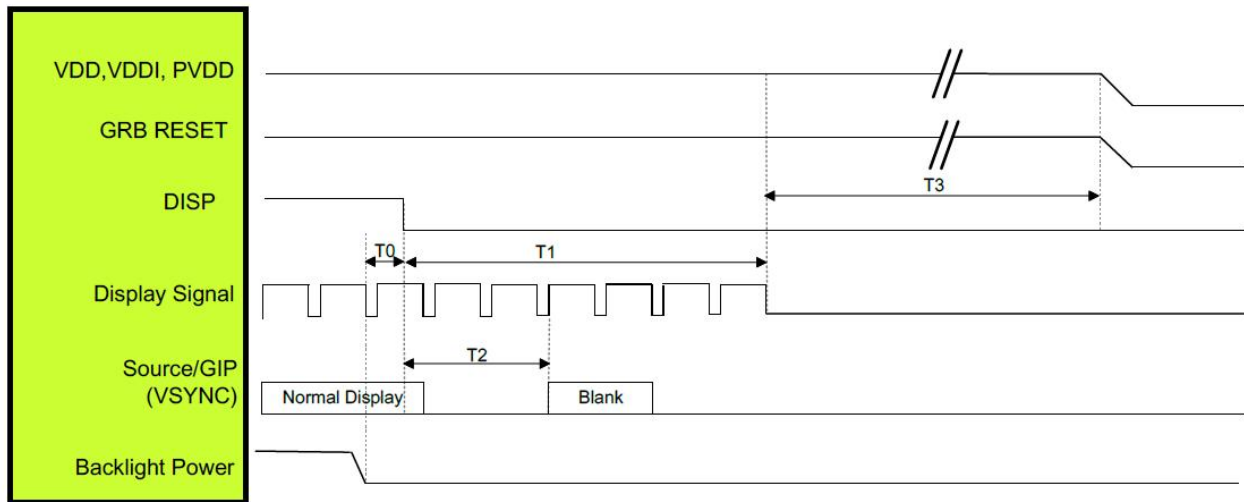 VDD,VDDI, PVDD
GRB RESET
T3
DISP
T0
T1
Display Signal
T2
Source/GIP
(VSYNC)
Normal Display
Blank
Backlight Power